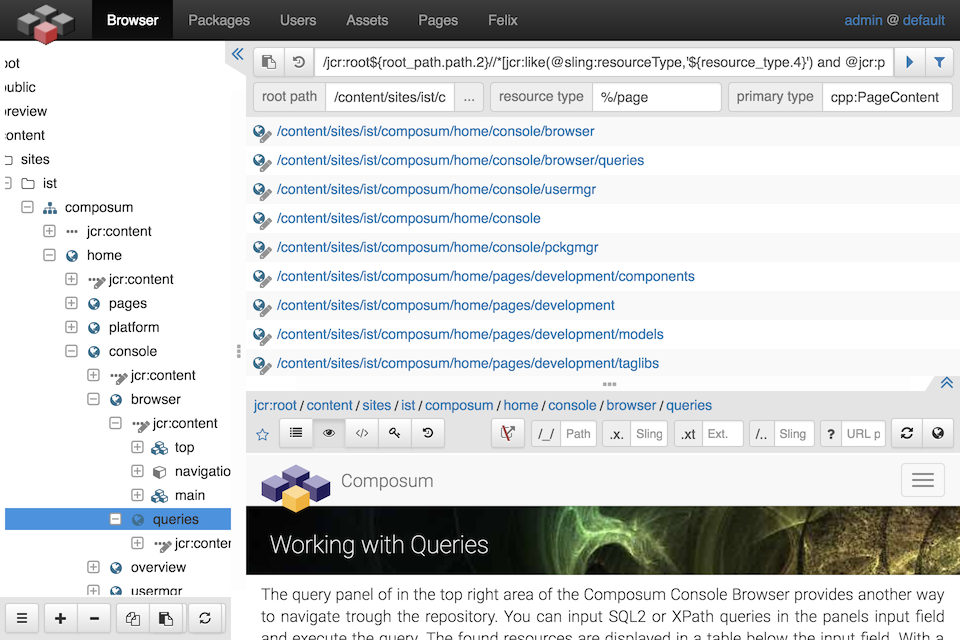 Browser Packages Users Assets Pages Felix admin @ default
/jcr:root${root_path.path.2}//*[jcr:like(@sling:resourceType,'${resource_type.4}') and @jcr:p
root path /content/sites/ist/c ... resource type %/page primary type cpp:PageContent
oot
public
preview
content
sites
ist
composum
jcr:content
home
jcr:content
pages
platform
console
jcr:content
browser
jcr:content
top
navigatio
main
queries
jcr:conter
overview
usermgr
/content/sites/ist/composum/home/console/browser
/content/sites/ist/composum/home/console/browser/queries
/content/sites/ist/composum/home/console/usermgr
/content/sites/ist/composum/home/console
/content/sites/ist/composum/home/console/pckgmgr
/content/sites/ist/composum/home/pages/development/components
/content/sites/ist/composum/home/pages/development
/content/sites/ist/composum/home/pages/development/models
/content/sites/ist/composum/home/pages/development/taglibs
jcr:root / content / sites / ist / composum / home / console / browser / queries
/_/ Path .x. Sling .xt Ext. /.. Sling ? URL p
Composum
Working with Queries
The query panel of in the top right area of the Composum Console Browser provides another way
to navigate trough the repository. You can input SQL2 or XPath queries in the panels input field
and execute the query. The found resources are displayed in a table below the input field. With a